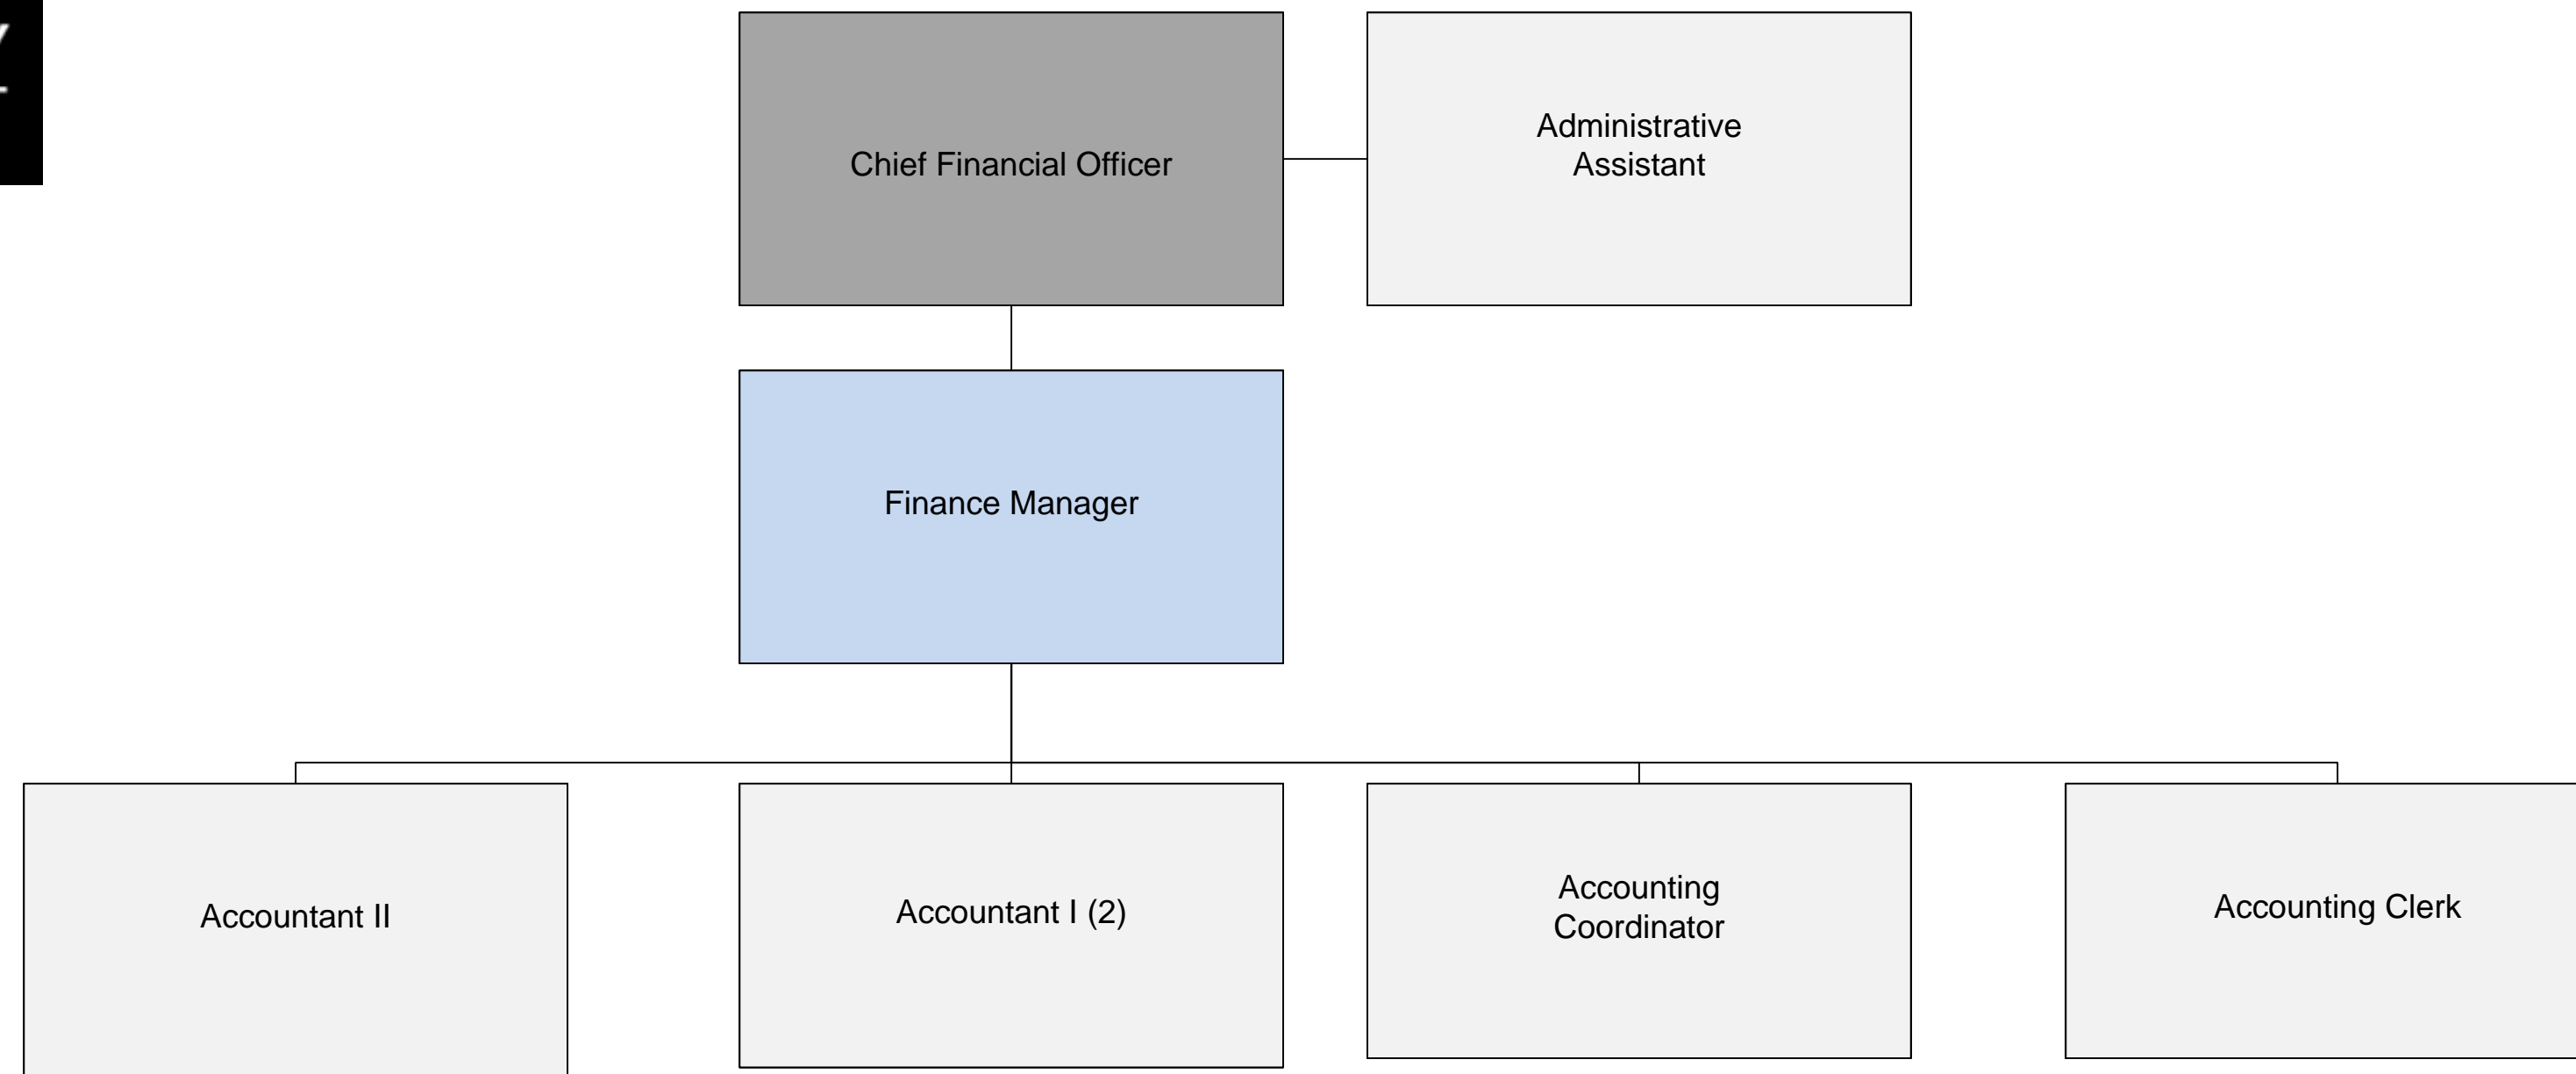 Chief Financial Officer
Administrative
Assistant
Finance Manager
Accountant II
Accountant I (2)
Accounting
Coordinator
Accounting Clerk